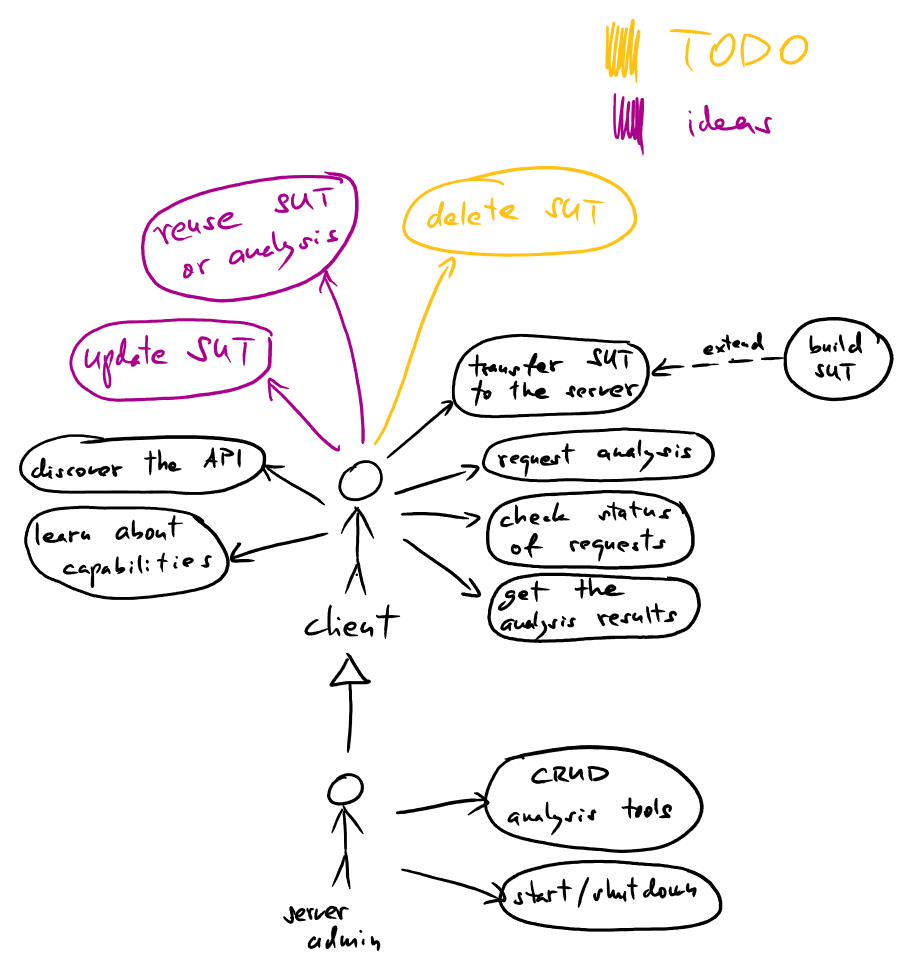 TODO
ideas
reuse SUT
or analysis
delete SUT
update SUT
transfer SUT
to the server
extend
build
SUT
discover the API
request analysis
learn about
capabilities
check status
of requests
get the
analysis results
client
CRUD
analysis tools
start/shutdown
server
admin